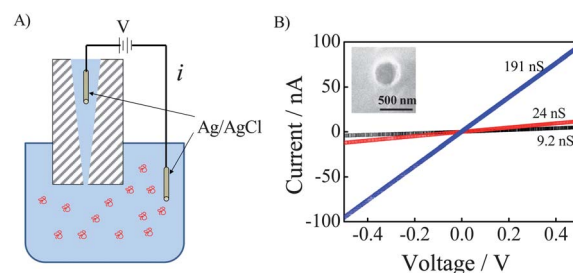 A)
V
i
Ag/AgCl
B)
Current / nA
100
50
0
-50
-100
191 nS
24 nS
9.2 nS
500 nm
-0.4
-0.2
0.0
0.2
0.4
Voltage / V